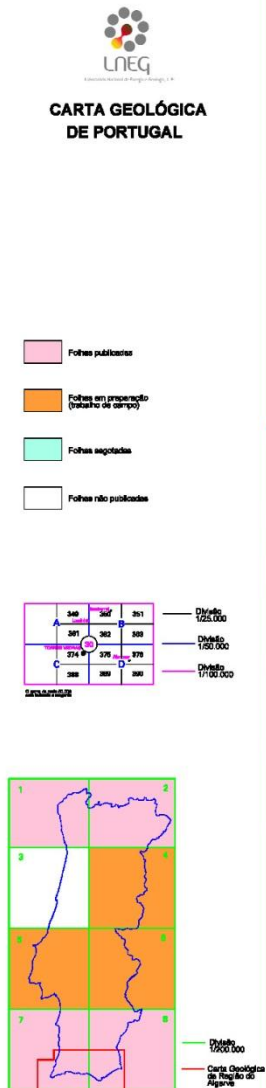 LNEG
CARTA GEOLÓGICA
DE PORTUGAL
Folhas publicadas
Folhas em preparação
(trabalho de campo)
Folhas esgotadas
Folhas não publicadas
349 350 351
A B
361 362 363
30
374 375 376
C D
388 389 390
Divisão
1/25.000
Divisão
1/50.000
Divisão
1/100.000
1 2
3 4
5 6
7 8
Divisão
1/200.000
Carta Geológica
da Região do
Algarve